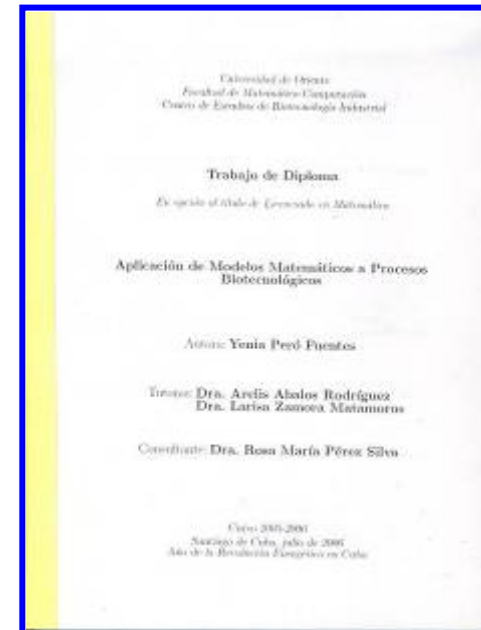 Universidad de Oriente
Facultad de Matemática-Computación
Centro de Estudios de Biotecnología Industrial
Trabajo de Diploma
En opción al título de Licenciado en Matemática
Aplicación de Modelos Matemáticos a Procesos
Biotecnológicos
Autora: Yenia Peró Fuentes
Tutoras: Dra. Arelis Abalos Rodríguez
Dra. Larisa Zamora Matamoros
Consultante: Dra. Rosa María Pérez Silva
Curso 2005-2006
Santiago de Cuba, julio de 2006
Año de la Revolución Energética en Cuba